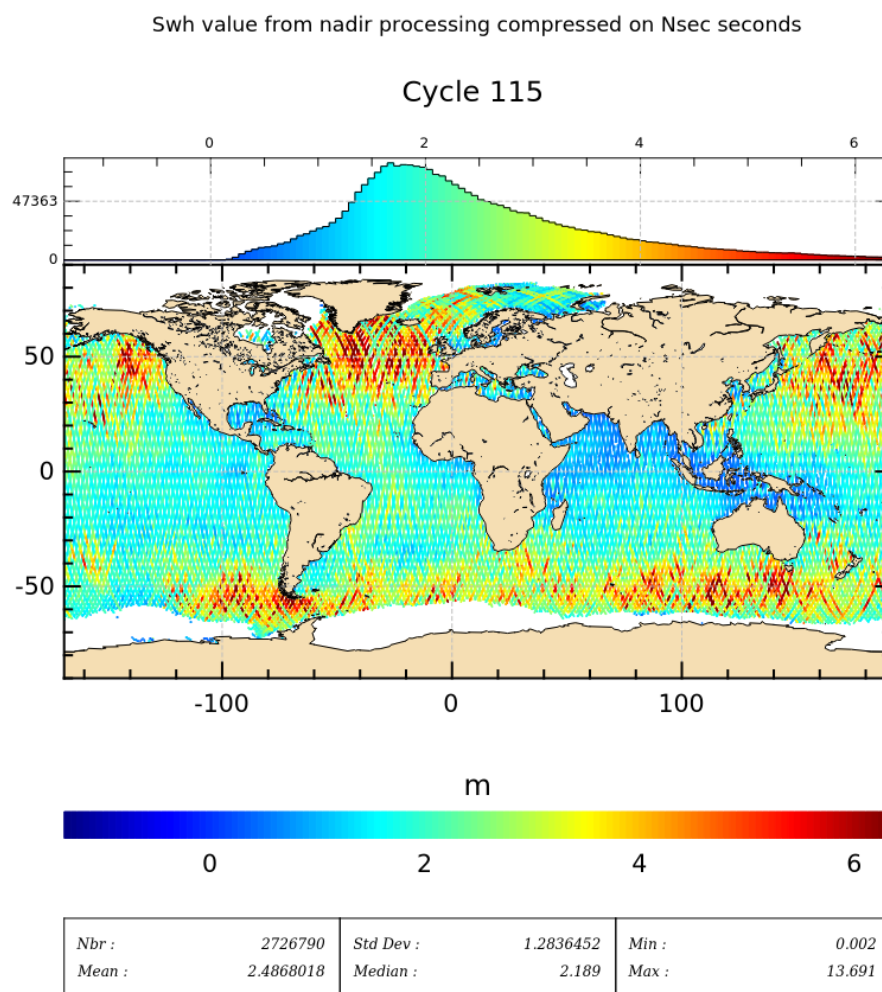 Swh value from nadir processing compressed on Nsec seconds
Cycle 115
0 2 4 6
47363
0
50
0
-50
-100 0 100
m
0 2 4 6
Nbr : 2726790 Std Dev : 1.2836452 Min : 0.002
Mean : 2.4868018 Median : 2.189 Max : 13.691